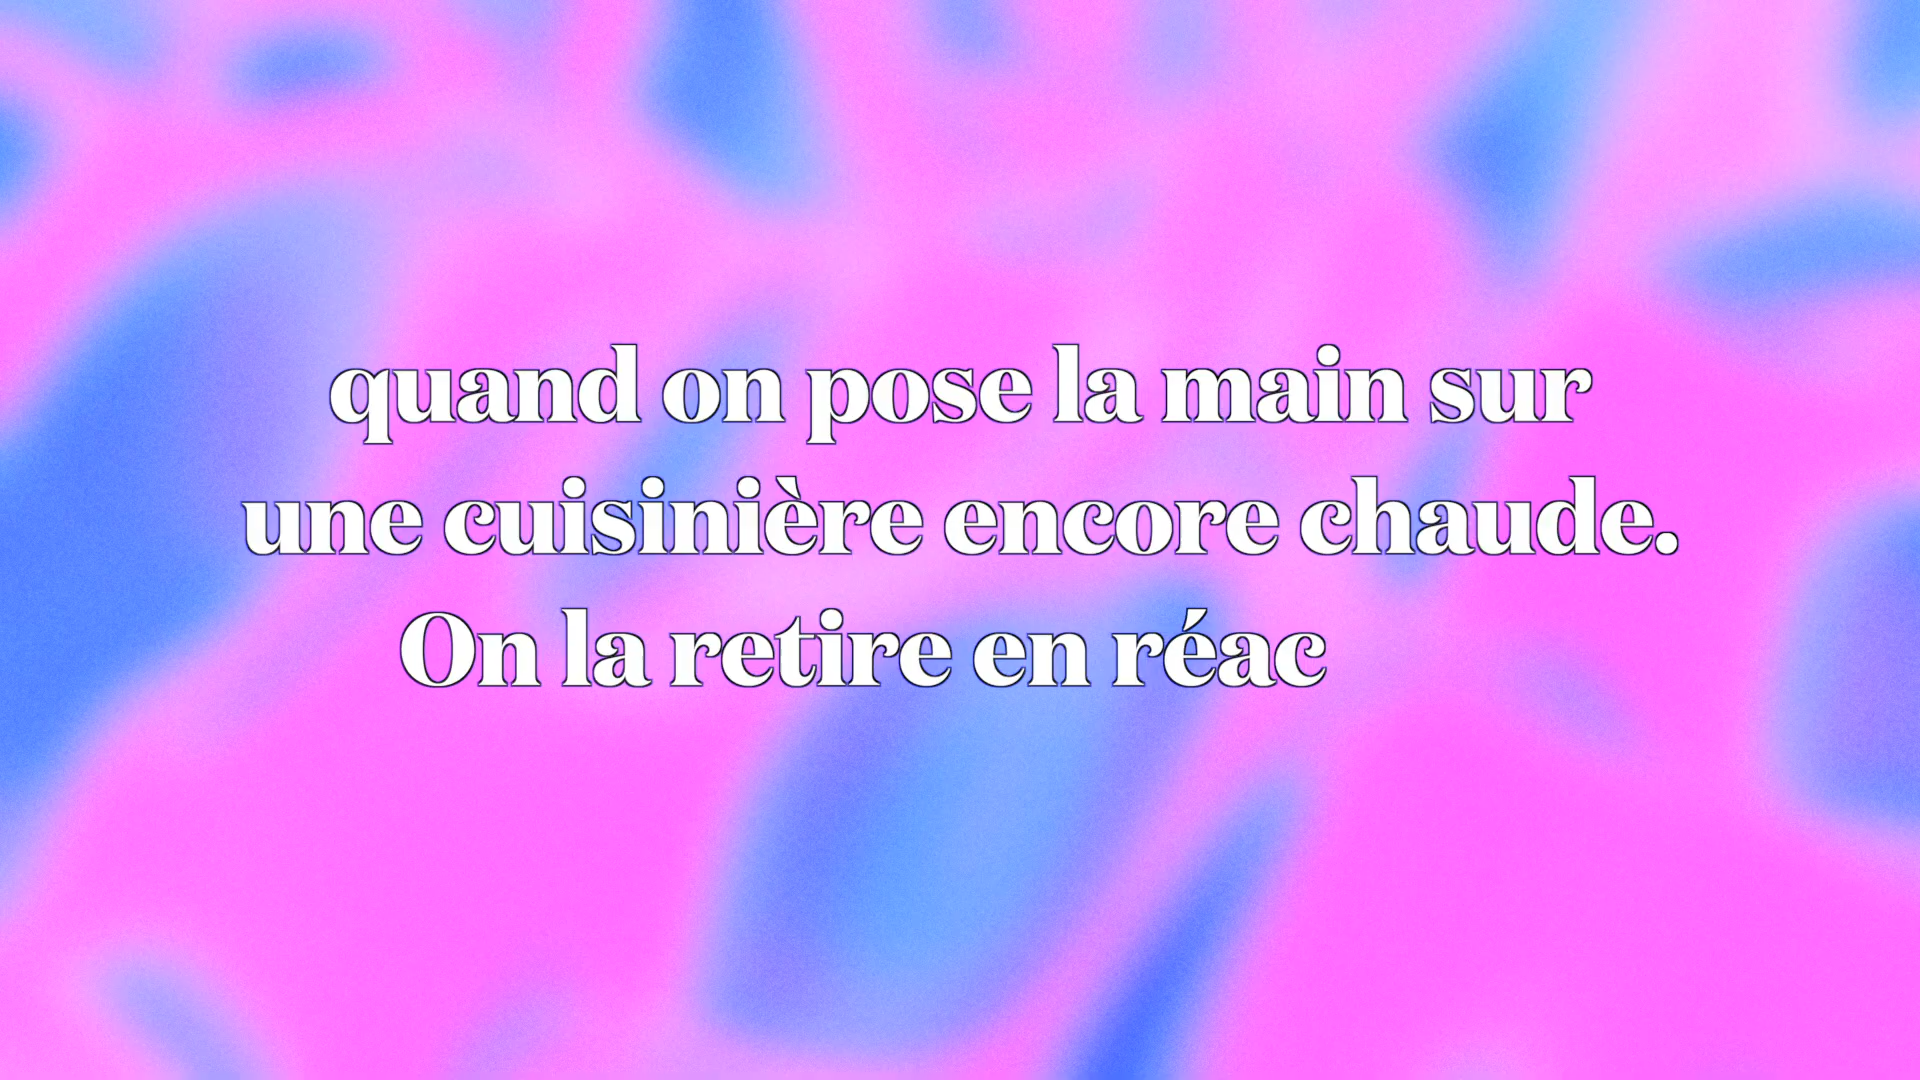 quand on pose la main sur
une cuisinière encore chaude.
On la retire en réac